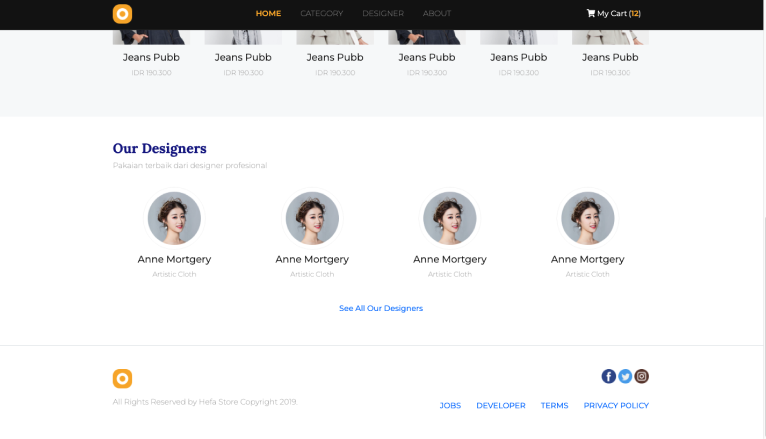 HOME CATEGORY DESIGNER ABOUT My Cart (12)
Jeans Pubb Jeans Pubb Jeans Pubb Jeans Pubb Jeans Pubb Jeans Pubb
IDR 190.300 IDR 190.300 IDR 190.300 IDR 190.300 IDR 190.300 IDR 190.300
Our Designers
Pakaian terbaik dari designer profesional
Anne Mortgery Anne Mortgery Anne Mortgery Anne Mortgery
Artistic Cloth Artistic Cloth Artistic Cloth Artistic Cloth
See All Our Designers
All Rights Reserved by Hefa Store Copyright 2019.
JOBS DEVELOPER TERMS PRIVACY POLICY